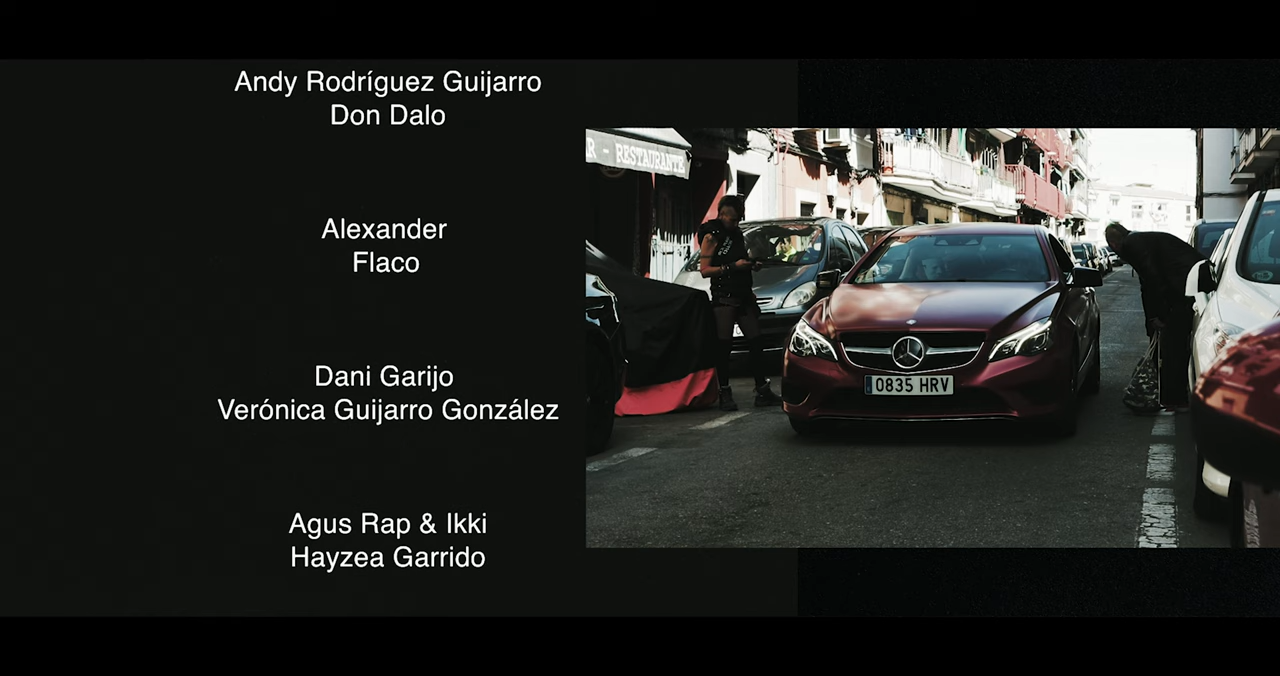 Andy Rodríguez Guijarro
Don Dalo
Alexander
Flaco
Dani Garijo
Verónica Guijarro González
Agus Rap & Ikki
Hayzea Garrido
R - RESTAURANTE
0835 HRV